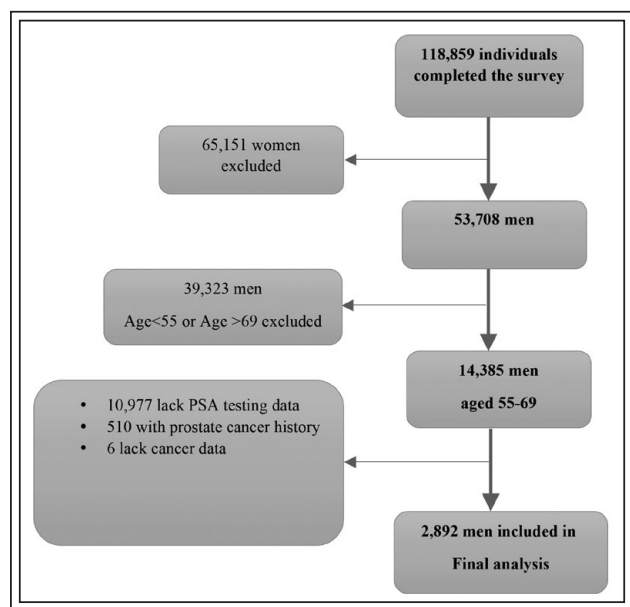 118,859 individuals
completed the survey
65,151 women
excluded
53,708 men
39,323 men
Age<55 or Age >69 excluded
14,385 men
aged 55-69
• 10,977 lack PSA testing data
• 510 with prostate cancer history
• 6 lack cancer data
2,892 men included in
Final analysis